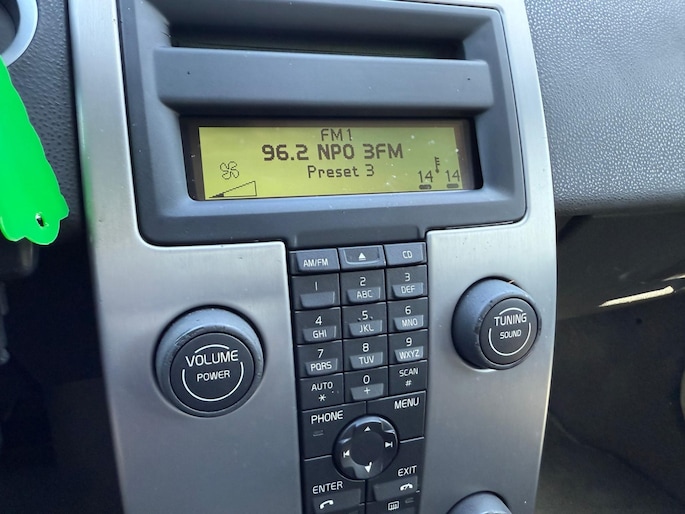 FM1
96.2 NPO 3FM
Preset 3
14 14
AM/FM
CD
1
2
ABC
3
DEF
4
GHI
5
JKL
6
MNO
7
PQRS
8
TUV
9
WXYZ
AUTO
*
0
+
SCAN
#
VOLUME
POWER
TUNING
SOUND
PHONE
MENU
ENTER
EXIT